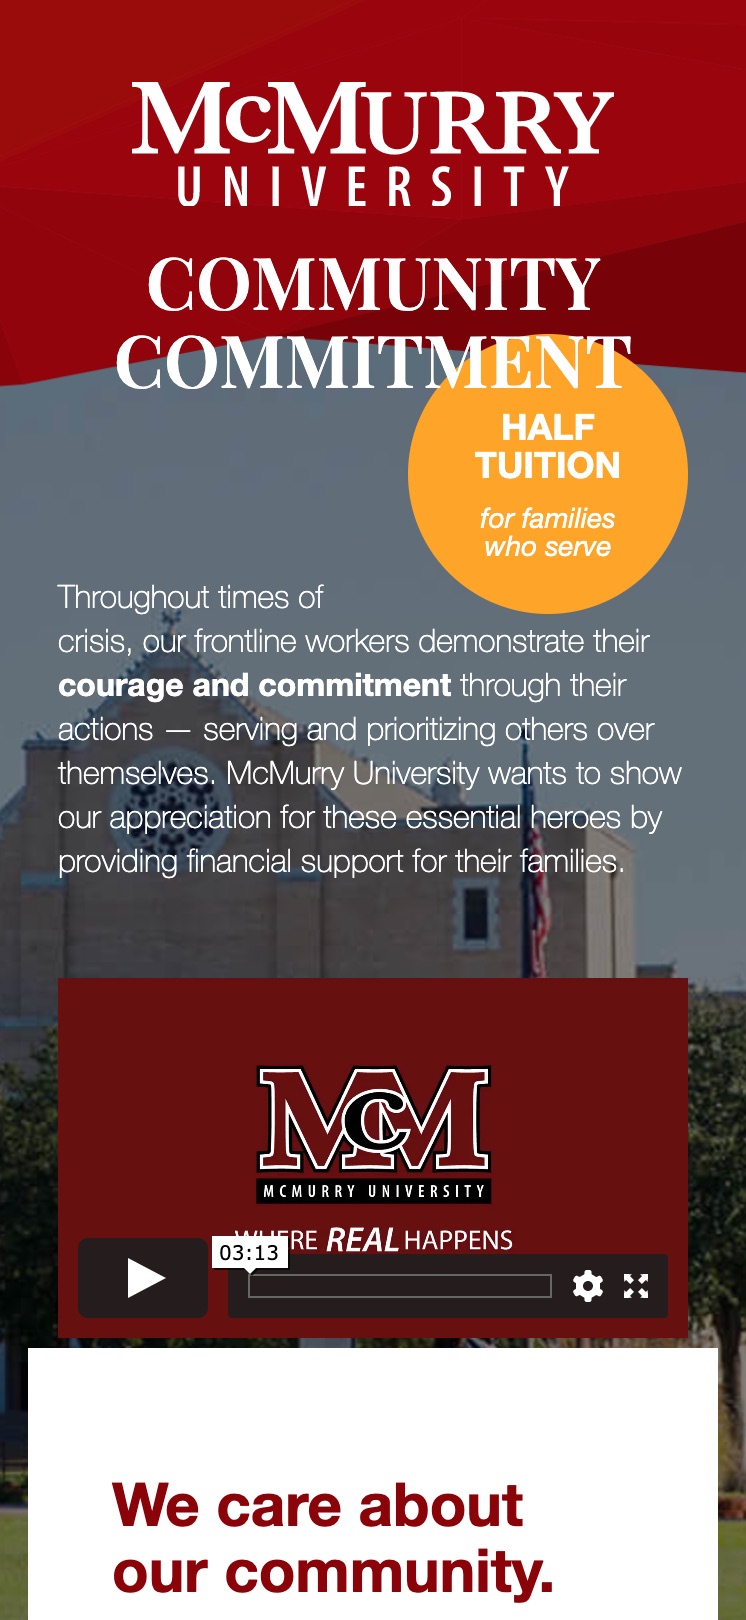 McMURRY
UNIVERSITY
COMMUNITY
COMMITMENT
HALF
TUITION
for families
who serve
Throughout times of
crisis, our frontline workers demonstrate their
courage and commitment through their
actions — serving and prioritizing others over
themselves. McMurry University wants to show
our appreciation for these essential heroes by
providing financial support for their families.
McM
MCMURRY UNIVERSITY
WHERE REAL HAPPENS
03:13
We care about
our community.